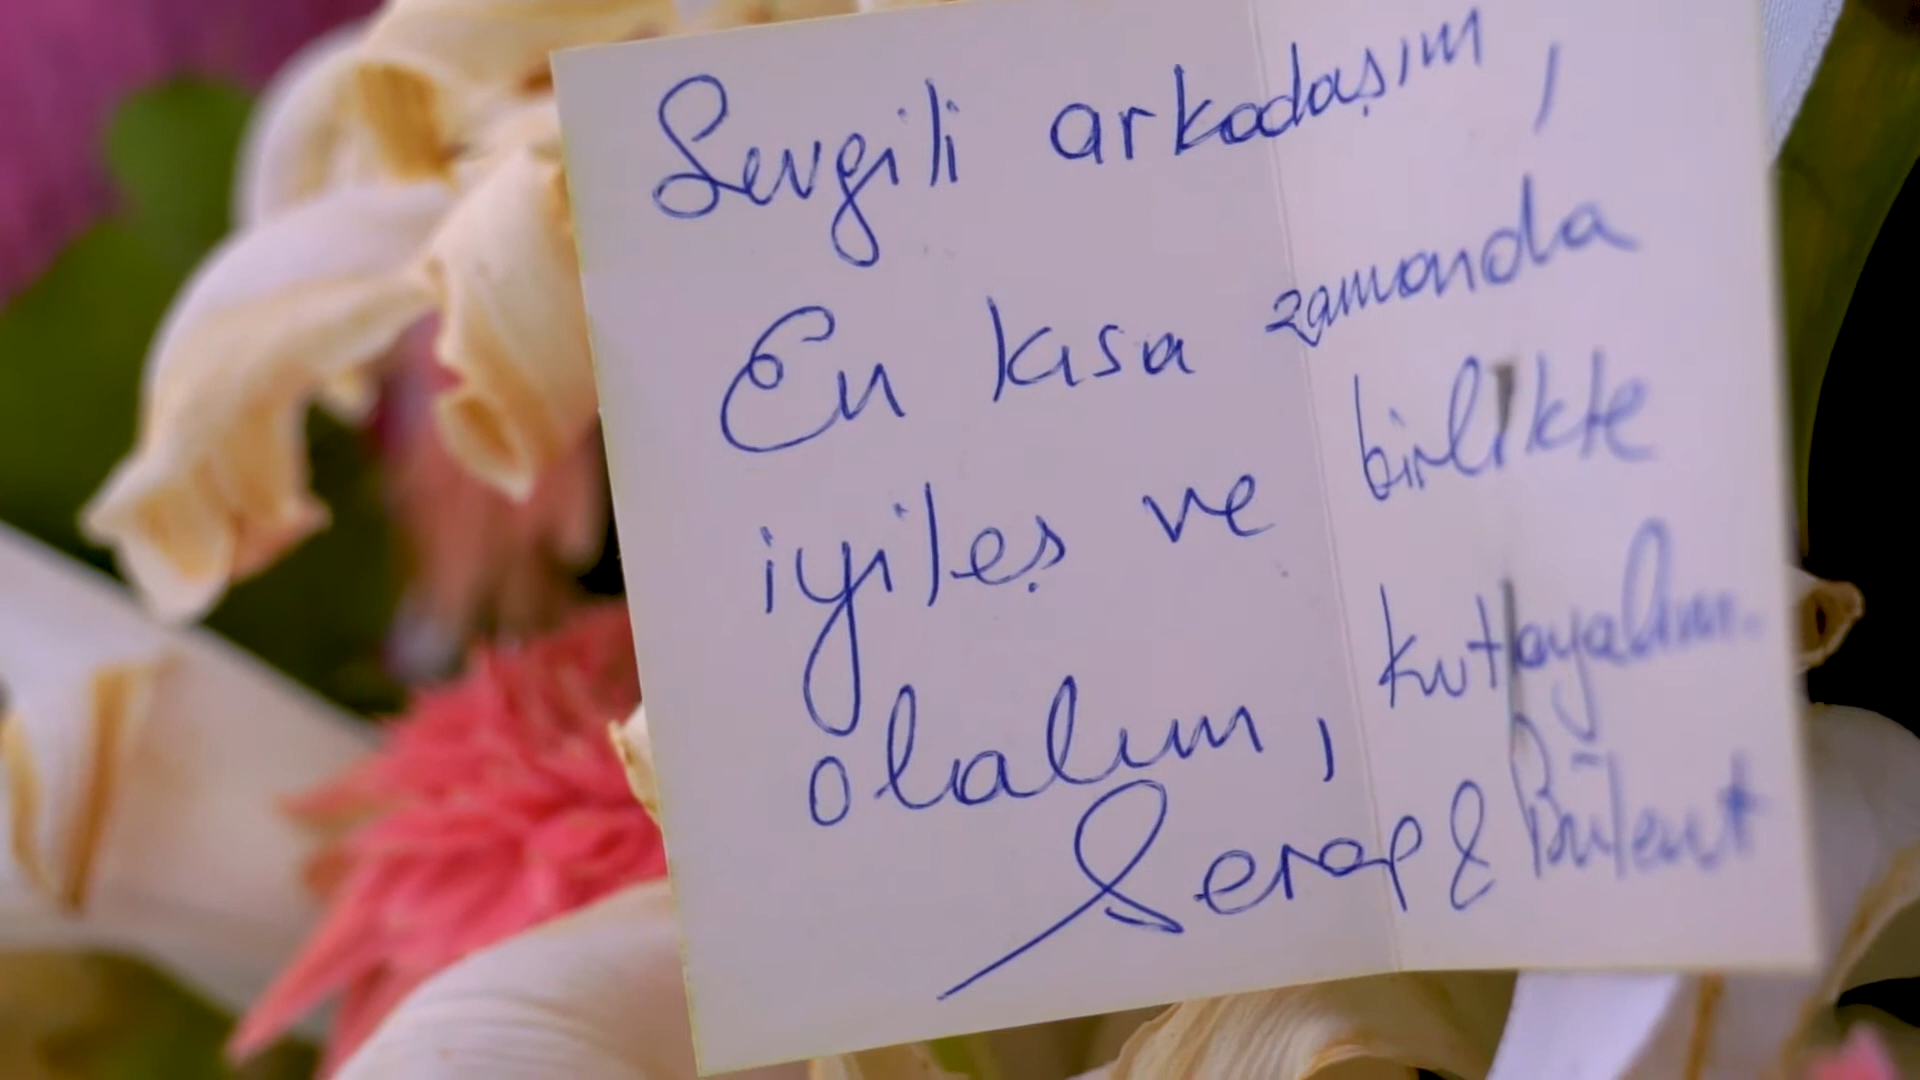 Sevgili arkadaşım,
En kısa zamanda
iyileş ve birlikte
olalım, kutlayalım.
Serap & Bülent